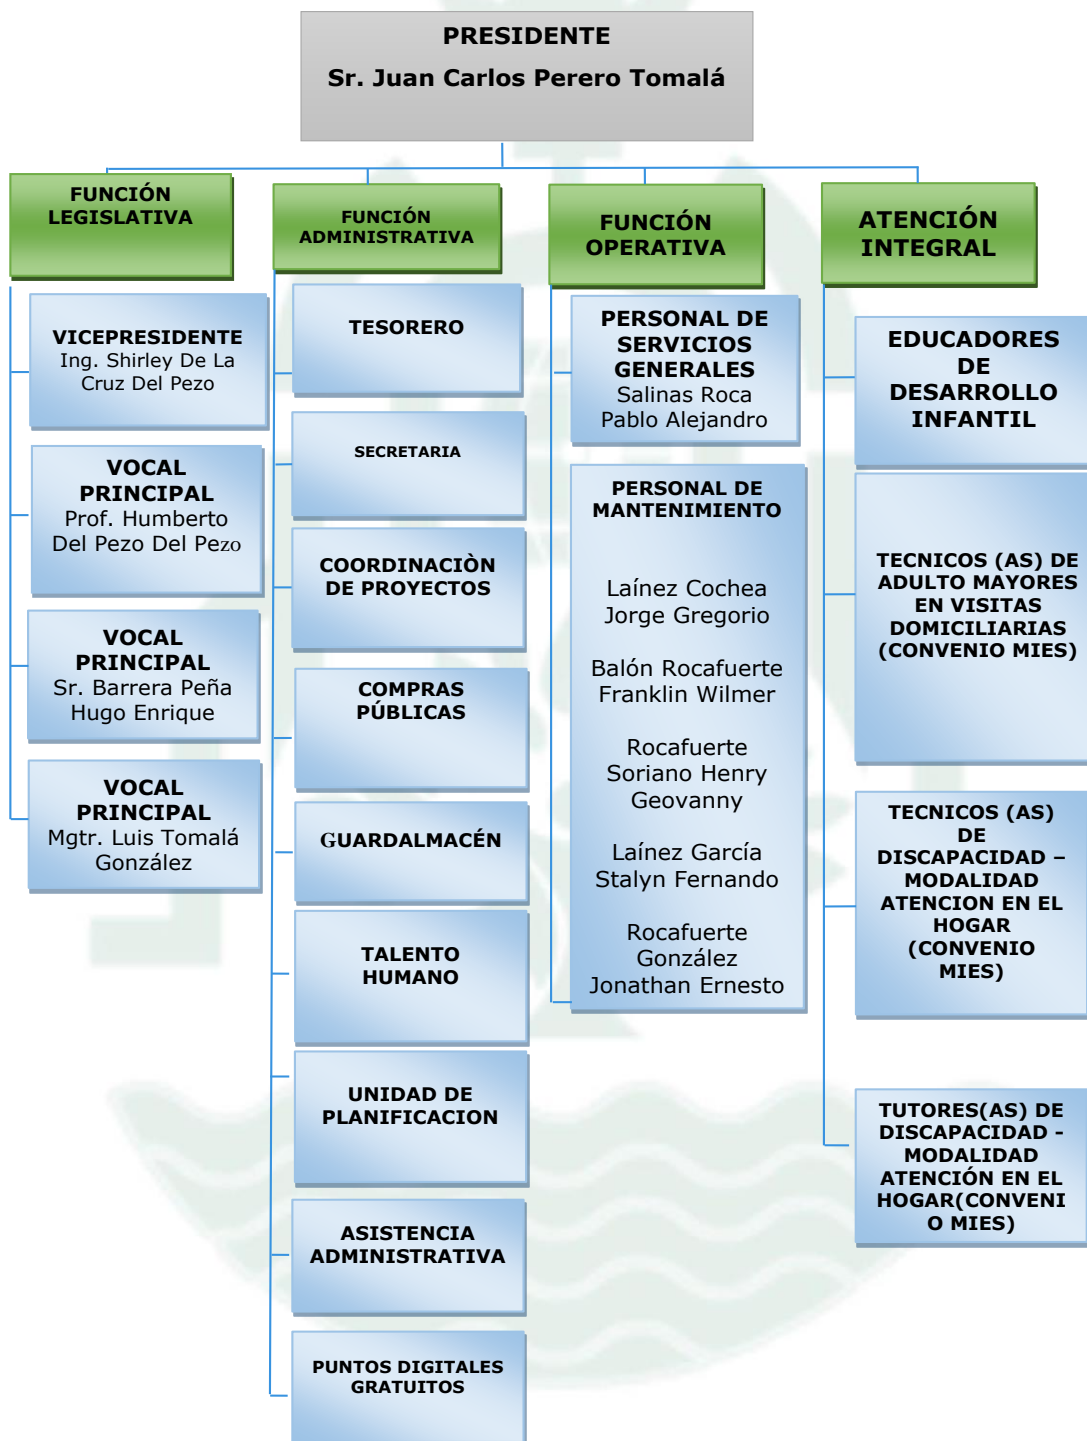 PRESIDENTE
Sr. Juan Carlos Perero Tomalá
FUNCIÓN
LEGISLATIVA
VICEPRESIDENTE
Ing. Shirley De La
Cruz Del Pezo
VOCAL
PRINCIPAL
Prof. Humberto
Del Pezo Del Pezo
VOCAL
PRINCIPAL
Sr. Barrera Peña
Hugo Enrique
VOCAL
PRINCIPAL
Mgtr. Luis Tomalá
González
FUNCIÓN
ADMINISTRATIVA
TESORERO
SECRETARIA
COORDINACIÒN
DE PROYECTOS
COMPRAS
PÚBLICAS
GUARDALMACÉN
TALENTO
HUMANO
UNIDAD DE
PLANIFICACION
ASISTENCIA
ADMINISTRATIVA
PUNTOS DIGITALES
GRATUITOS
FUNCIÓN
OPERATIVA
PERSONAL DE
SERVICIOS
GENERALES
Salinas Roca
Pablo Alejandro
PERSONAL DE
MANTENIMIENTO
Laínez Cochea
Jorge Gregorio
Balón Rocafuerte
Franklin Wilmer
Rocafuerte
Soriano Henry
Geovanny
Laínez García
Stalyn Fernando
Rocafuerte
González
Jonathan Ernesto
ATENCIÓN
INTEGRAL
EDUCADORES
DE
DESARROLLO
INFANTIL
TECNICOS (AS) DE
ADULTO MAYORES
EN VISITAS
DOMICILIARIAS
(CONVENIO MIES)
TECNICOS (AS)
DE
DISCAPACIDAD –
MODALIDAD
ATENCION EN EL
HOGAR
(CONVENIO
MIES)
TUTORES(AS) DE
DISCAPACIDAD -
MODALIDAD
ATENCIÓN EN EL
HOGAR(CONVENI
O MIES)